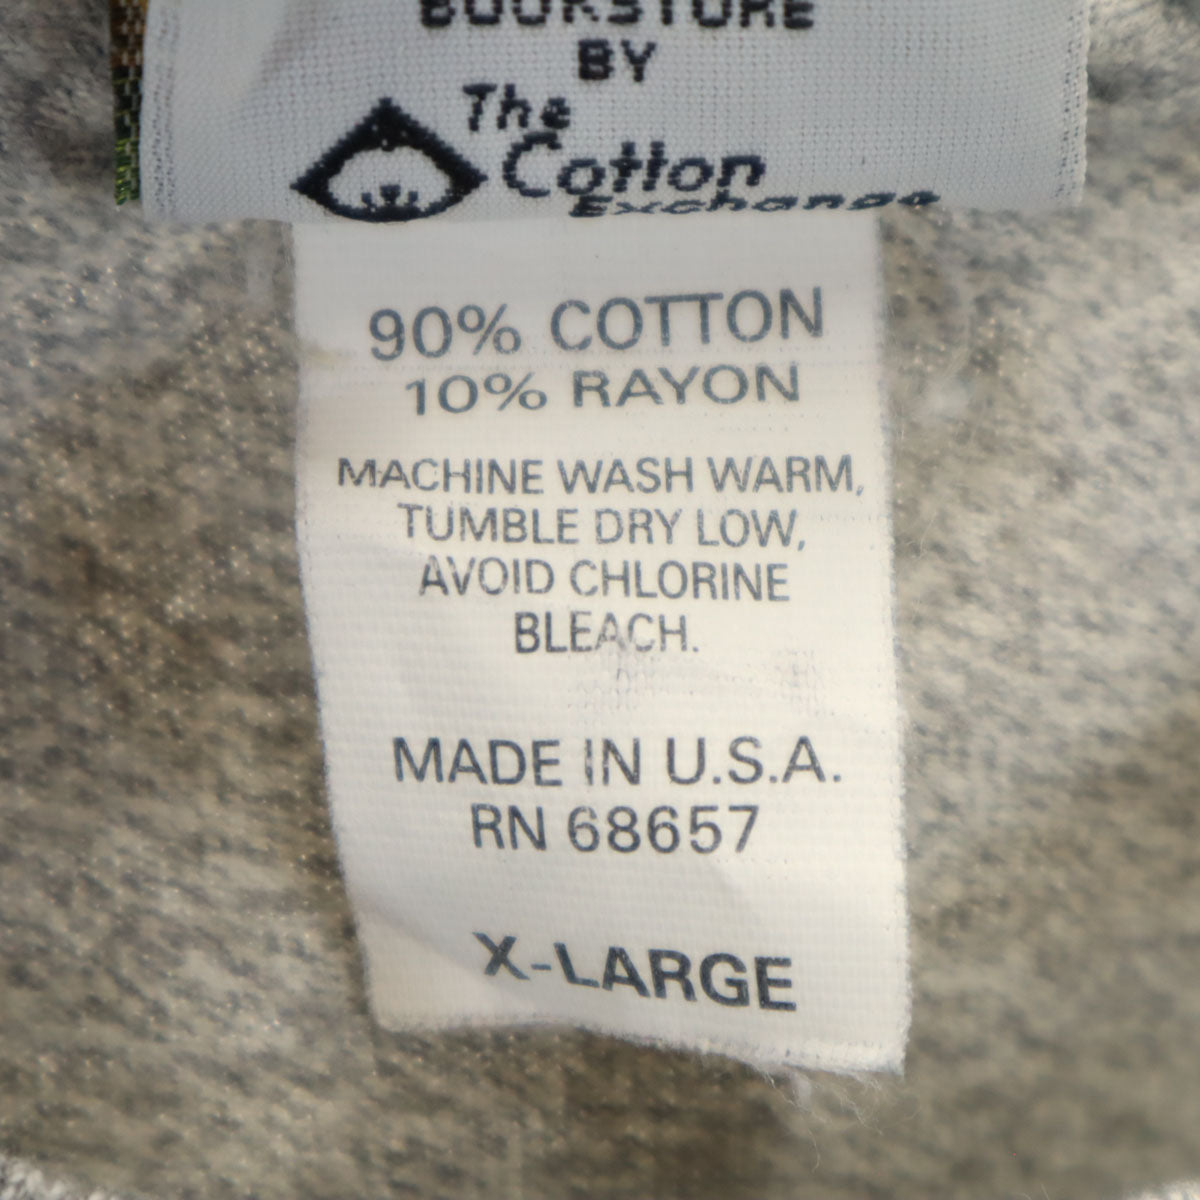 BOOKSTORE
BY
The
Cotton
Exchange
90% COTTON
10% RAYON
MACHINE WASH WARM,
TUMBLE DRY LOW,
AVOID CHLORINE
BLEACH.
MADE IN U.S.A.
RN 68657
X-LARGE